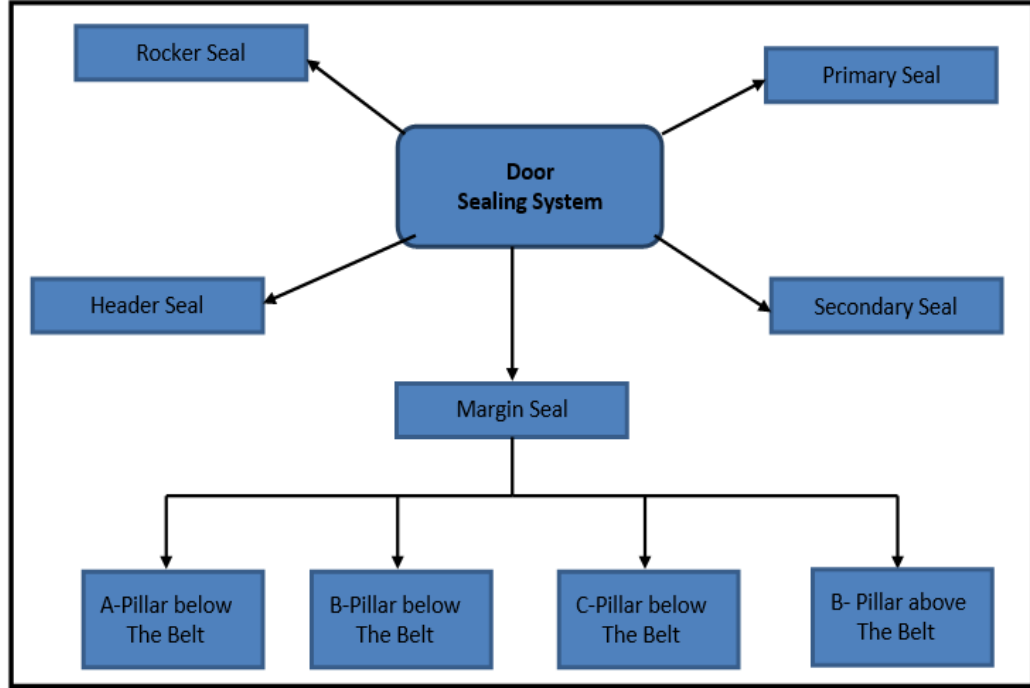 Rocker Seal
Primary Seal
Door
Sealing System
Header Seal
Secondary Seal
Margin Seal
A-Pillar below
The Belt
B-Pillar below
The Belt
C-Pillar below
The Belt
B- Pillar above
The Belt